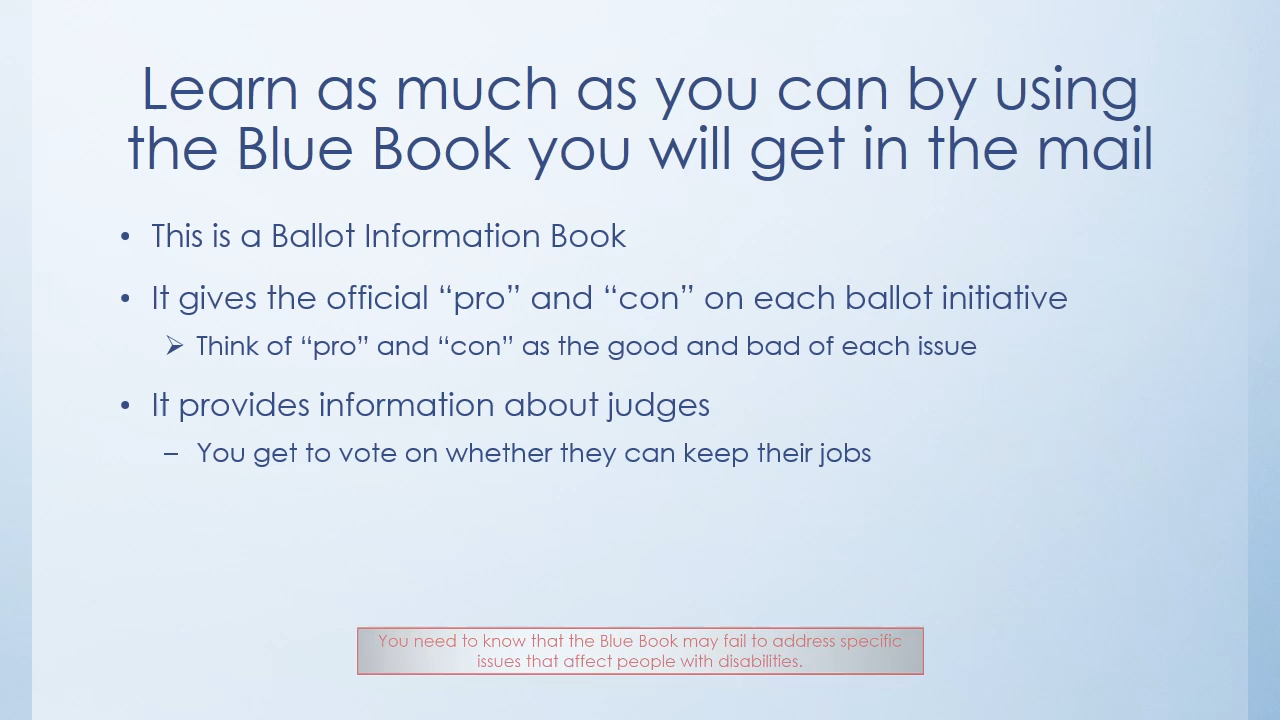 Learn as much as you can by using
the Blue Book you will get in the mail
• This is a Ballot Information Book
• It gives the official “pro” and “con” on each ballot initiative
➢ Think of “pro” and “con” as the good and bad of each issue
• It provides information about judges
– You get to vote on whether they can keep their jobs
You need to know that the Blue Book may fail to address specific
issues that affect people with disabilities.